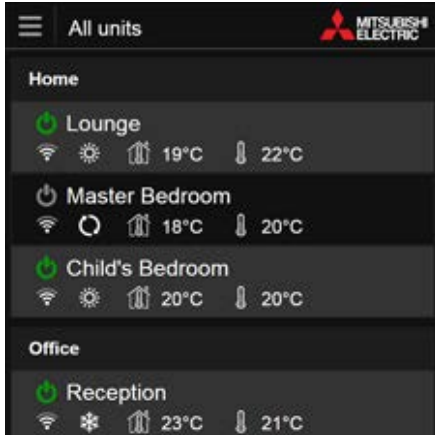 All units
MITSUBISHI
ELECTRIC
Home
Lounge
19°C 22°C
Master Bedroom
18°C 20°C
Child's Bedroom
20°C 20°C
Office
Reception
23°C 21°C